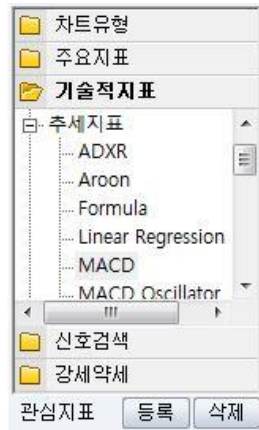 차트유형
주요지표
기술적지표
추세지표
ADXR
Aroon
Formula
Linear Regression
MACD
MACD Oscillator
신호검색
강세약세
관심지표 등록 삭제